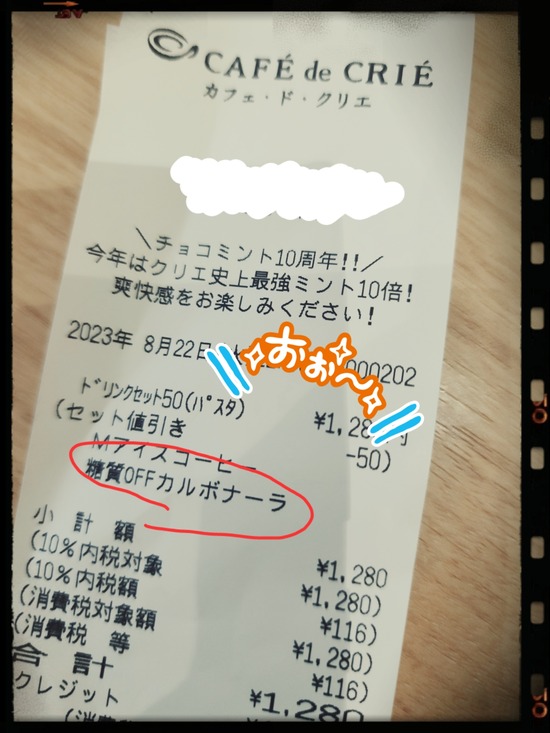 CAFÉ de CRIÉ
カフェ・ド・クリエ
＼チョコミント10周年!!／
今年はクリエ史上最強ミント10倍!
爽快感をお楽しみください!
2023年 8月22日
000202
おぉ〜
ﾄﾞﾘﾝｸｾｯﾄ50(ﾊﾟｽﾀ) ¥1,28 円
(セット値引き -50)
Mアイスコーヒー
糖質OFFカルボナーラ
小 計 額 ¥1,280
(10%内税対象 ¥1,280)
(10%内税額 ¥116)
(消費税対象額 ¥1,280)
(消費税 等 ¥116)
合 計 ¥1,280
クレジット
(消費